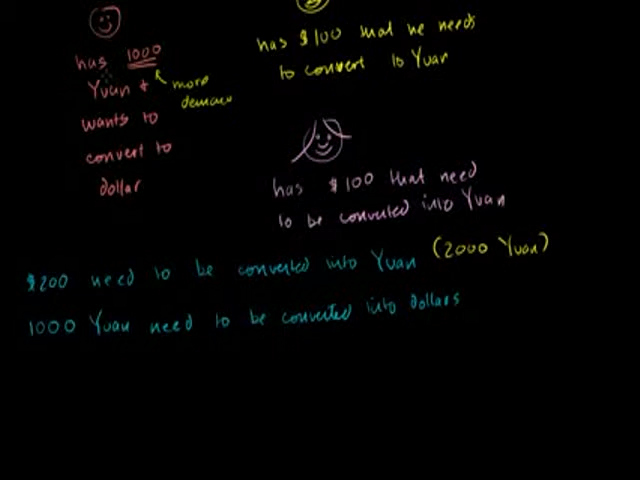 has 1000
Yuan +
wants to
convert to
dollar
more
demand
has $100 that he needs
to convert to Yuan
has $100 that need
to be converted into Yuan
$200 need to be converted into Yuan (2000 Yuan)
1000 Yuan need to be converted into dollars